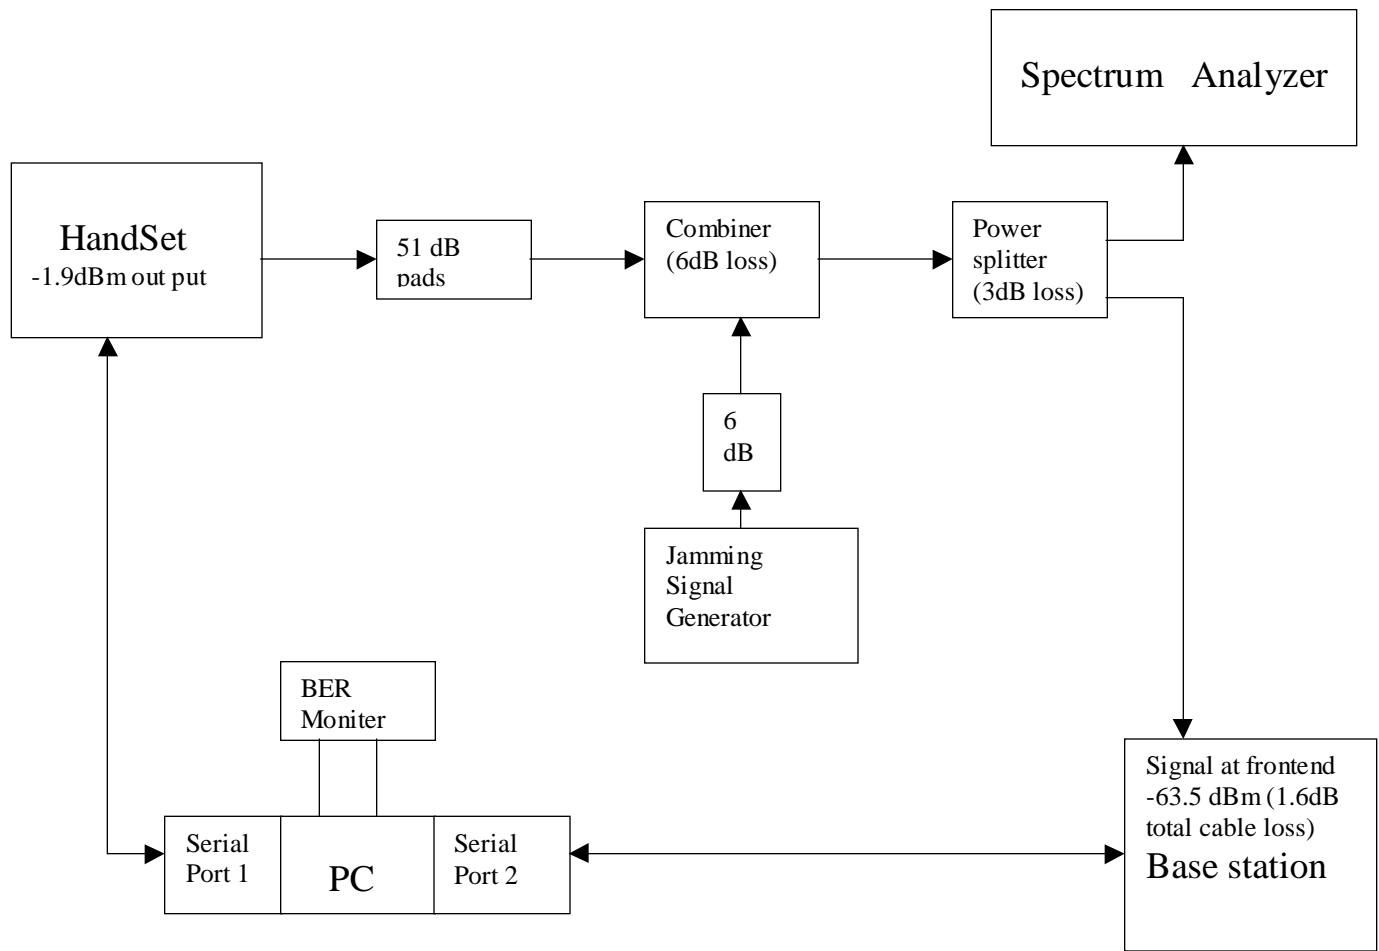 Spectrum Analyzer
HandSet
-1.9dBm out put
51 dB
pads
Combiner
(6dB loss)
Power
splitter
(3dB loss)
6
dB
Jamming
Signal
Generator
BER
Moniter
Serial
Port 1
PC
Serial
Port 2
Signal at frontend
-63.5 dBm (1.6dB
total cable loss)
Base station